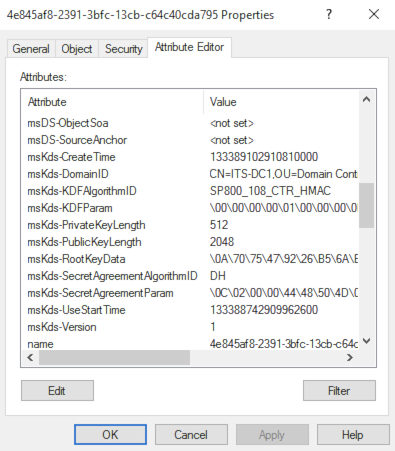 4e845af8-2391-3bfc-13cb-c64c40cda795 Properties ? ×
General Object Security Attribute Editor
Attributes:
Attribute Value
msDS-ObjectSoa <not set>
msDS-SourceAnchor <not set>
msKds-CreateTime 133389102910810000
msKds-DomainID CN=ITS-DC1,OU=Domain Cont
msKds-KDFAlgorithmID SP800_108_CTR_HMAC
msKds-KDFParam \00\00\00\00\01\00\00\00\0
msKds-PrivateKeyLength 512
msKds-PublicKeyLength 2048
msKds-RootKeyData \0A\70\75\47\92\26\B5\6A\E
msKds-SecretAgreementAlgorithmID DH
msKds-SecretAgreementParam \0C\02\00\00\44\48\50\4D\0
msKds-UseStartTime 133388742909962600
msKds-Version 1
name 4e845af8-2391-3bfc-13cb-c64c
Edit Filter
OK Cancel Apply Help